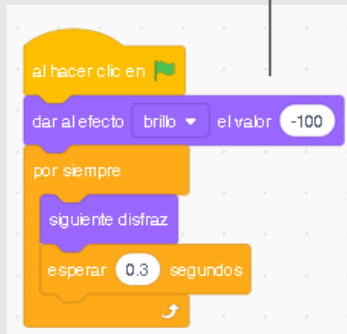 al hacer clic en
dar al efecto brillo el valor -100
por siempre
siguiente disfraz
esperar 0.3 segundos